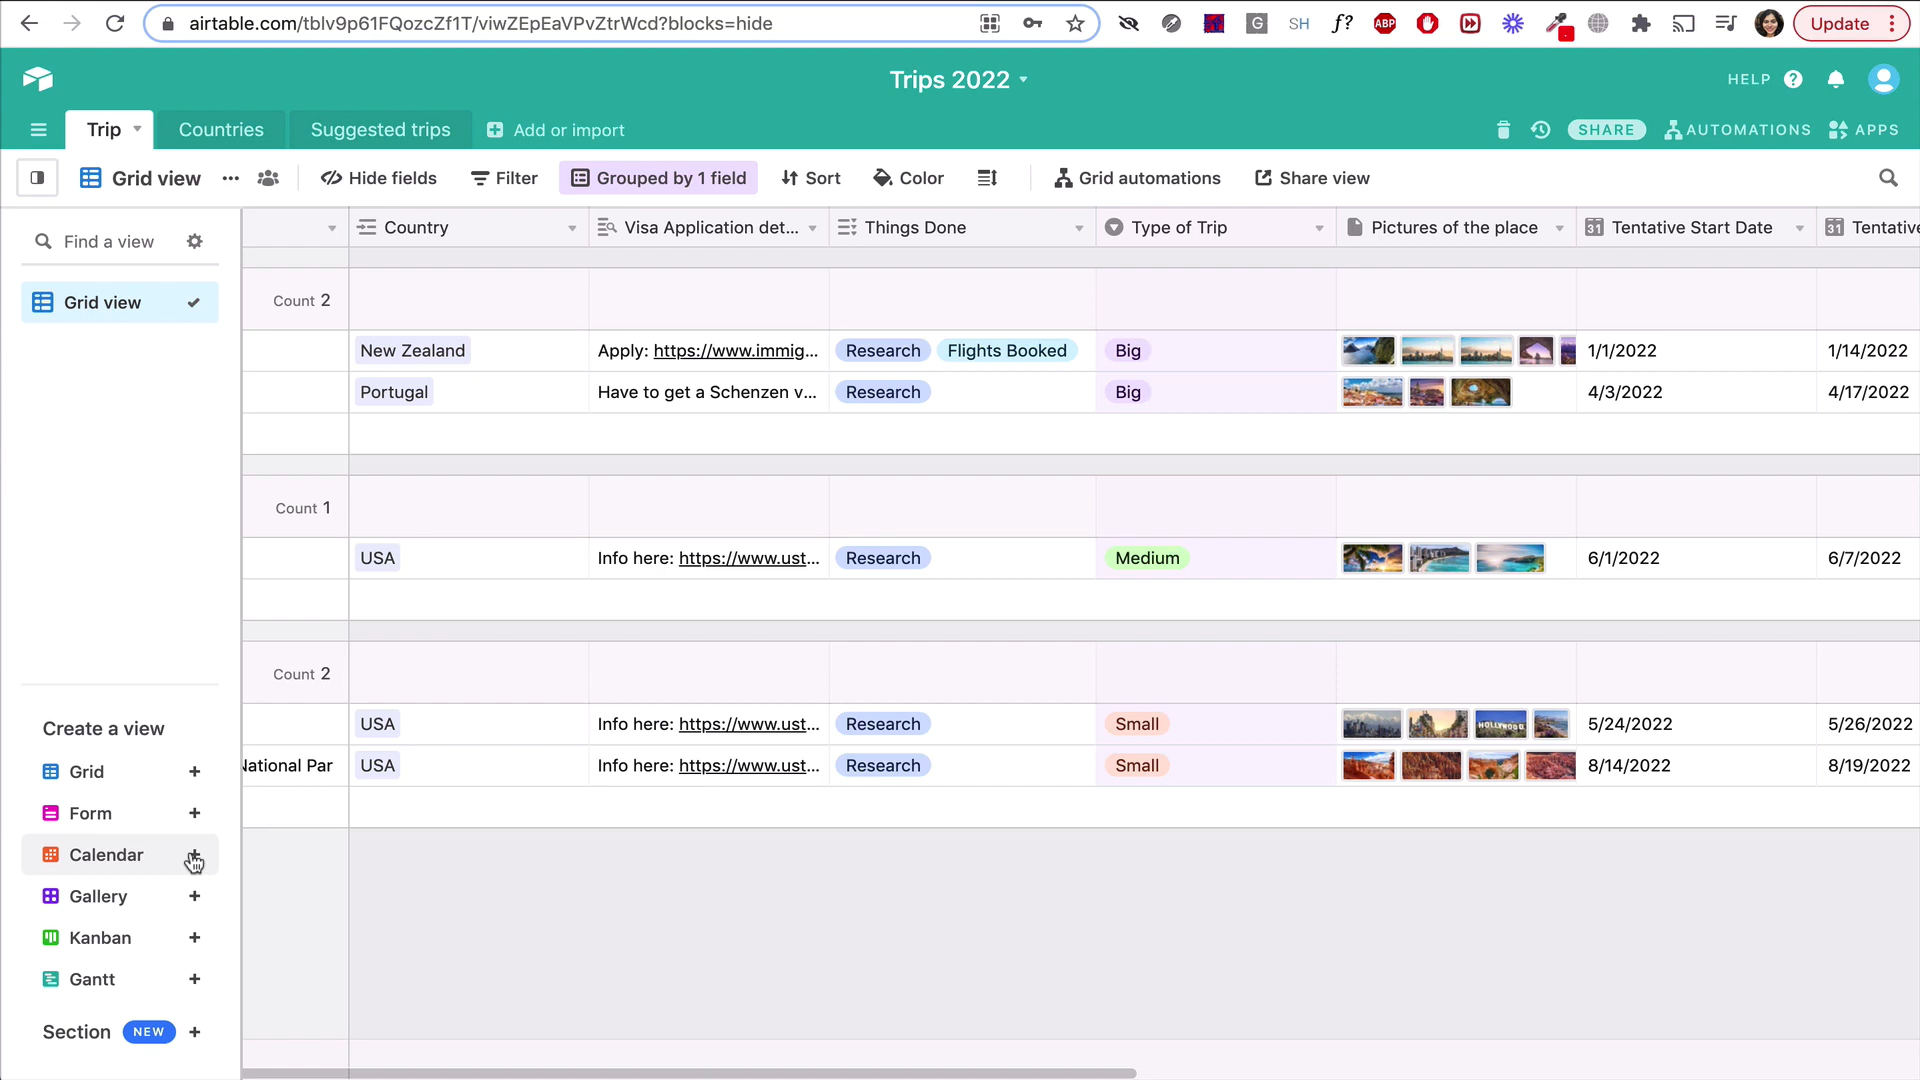 airtable.com/tblv9p61FQozcZf1T/viwZEpEaVPvZtrWcd?blocks=hide
G
SH
f?
ABP
Update
Trips 2022
HELP ?
Trip
Countries
Suggested trips
Add or import
SHARE
AUTOMATIONS
APPS
Grid view
Hide fields
Filter
Grouped by 1 field
Sort
Color
Grid automations
Share view
Find a view
Grid view
Create a view
Grid
Form
Calendar
Gallery
Kanban
Gantt
Section NEW
Country
Visa Application det...
Things Done
Type of Trip
Pictures of the place
31 Tentative Start Date
31 Tentative
Count 2
New Zealand
Apply: https://www.immig...
Research Flights Booked
Big
1/1/2022
1/14/2022
Portugal
Have to get a Schenzen v...
Research
Big
4/3/2022
4/17/2022
Count 1
USA
Info here: https://www.ust...
Research
Medium
6/1/2022
6/7/2022
Count 2
USA
Info here: https://www.ust...
Research
Small
HOLLYWOOD
5/24/2022
5/26/2022
National Par
USA
Info here: https://www.ust...
Research
Small
8/14/2022
8/19/2022